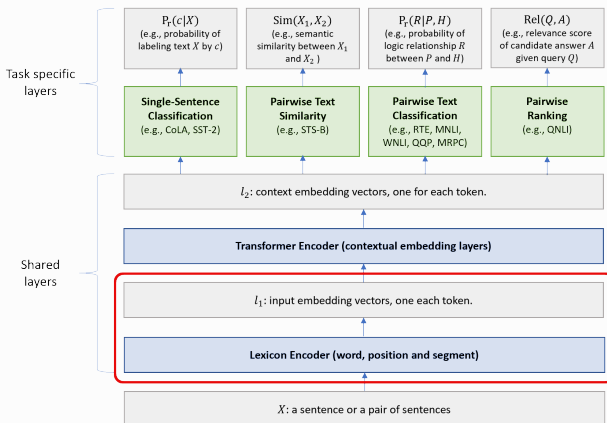 Pr(c|X)
(e.g., probability of
labeling text X by c)
Sim(X1, X2)
(e.g., semantic
similarity between X1
and X2 )
Pr(R|P, H)
(e.g., probability of
logic relationship R
between P and H)
Rel(Q, A)
(e.g., relevance score
of candidate answer A
given query Q)
Task specific
layers
Single-Sentence
Classification
(e.g., CoLA, SST-2)
Pairwise Text
Similarity
(e.g., STS-B)
Pairwise Text
Classification
(e.g., RTE, MNLI,
WNLI, QQP, MRPC)
Pairwise
Ranking
(e.g., QNLI)
l2: context embedding vectors, one for each token.
Shared
layers
Transformer Encoder (contextual embedding layers)
l1: input embedding vectors, one each token.
Lexicon Encoder (word, position and segment)
X: a sentence or a pair of sentences